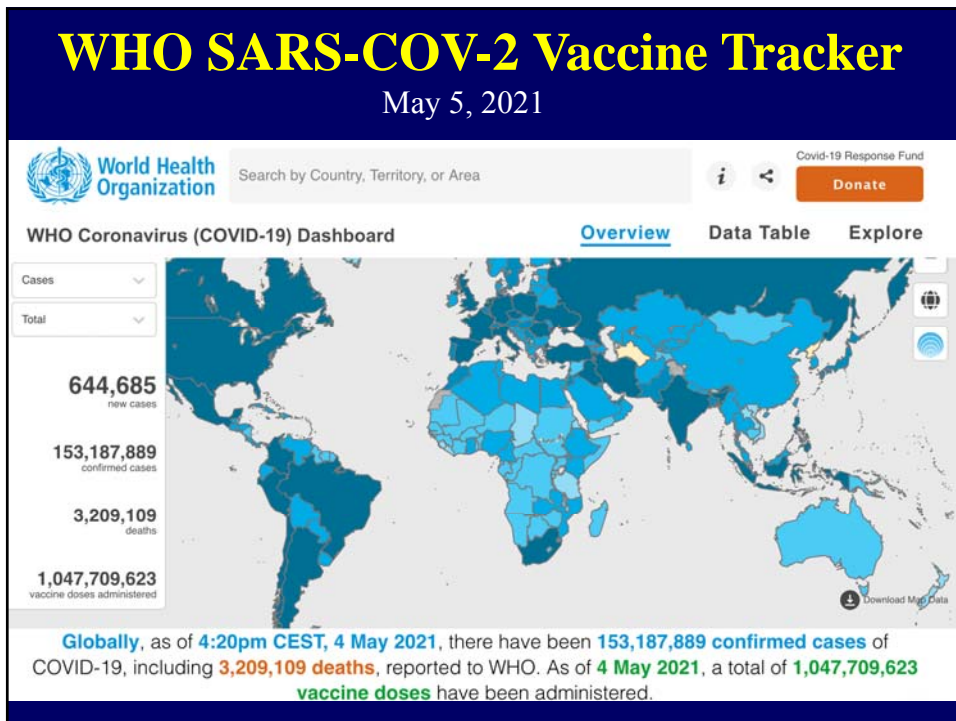 WHO SARS-COV-2 Vaccine Tracker
May 5, 2021
World Health
Organization
Search by Country, Territory, or Area
i
Covid-19 Response Fund
Donate
WHO Coronavirus (COVID-19) Dashboard
Overview
Data Table
Explore
Cases
Total
644,685
new cases
153,187,889
confirmed cases
3,209,109
deaths
1,047,709,623
vaccine doses administered
Download Map Data
Globally, as of 4:20pm CEST, 4 May 2021, there have been 153,187,889 confirmed cases of
COVID-19, including 3,209,109 deaths, reported to WHO. As of 4 May 2021, a total of 1,047,709,623
vaccine doses have been administered.